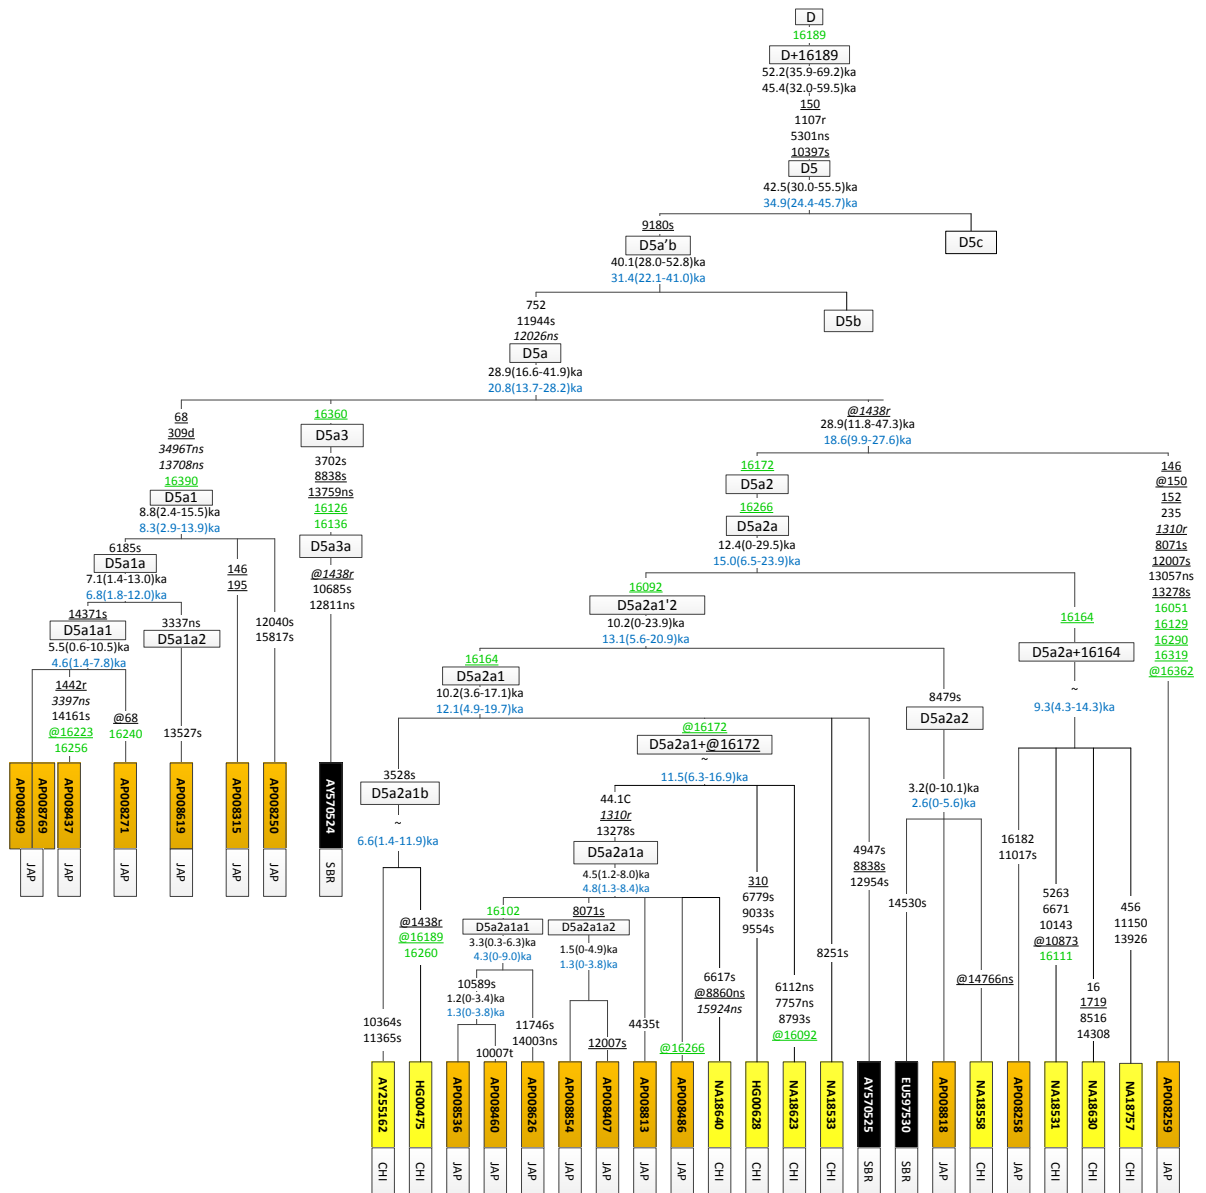 D
16189
D+16189
52.2(35.9-69.2)ka
45.4(32.0-59.5)ka
150
1107r
5301ns
10397s
D5
42.5(30.0-55.5)ka
34.9(24.4-45.7)ka
9180s
D5a'b
40.1(28.0-52.8)ka
31.4(22.1-41.0)ka
D5c
752
11944s
12026ns
D5a
28.9(16.6-41.9)ka
20.8(13.7-28.2)ka
D5b
68
309d
3496Tns
13708ns
16390
D5a1
8.8(2.4-15.5)ka
8.3(2.9-13.9)ka
16360
D5a3
3702s
8838s
13759ns
16126
16136
D5a3a
@1438r
10685s
12811ns
@1438r
28.9(11.8-47.3)ka
18.6(9.9-27.6)ka
16172
D5a2
16266
D5a2a
12.4(0-29.5)ka
15.0(6.5-23.9)ka
146
@150
152
235
1310r
8071s
12007s
13057ns
13278s
16051
16129
16290
16319
@16362
6185s
D5a1a
7.1(1.4-13.0)ka
6.8(1.8-12.0)ka
146
195
12040s
15817s
14371s
D5a1a1
5.5(0.6-10.5)ka
4.6(1.4-7.8)ka
3337ns
D5a1a2
1442r
3397ns
14161s
@16223
16256
@68
16240
13527s
16092
D5a2a1'2
10.2(0-23.9)ka
13.1(5.6-20.9)ka
16164
D5a2a+16164
~
9.3(4.3-14.3)ka
16164
D5a2a1
10.2(3.6-17.1)ka
12.1(4.9-19.7)ka
8479s
D5a2a2
3.2(0-10.1)ka
2.6(0-5.6)ka
@16172
D5a2a1+@16172
~
11.5(6.3-16.9)ka
3528s
D5a2a1b
~
6.6(1.4-11.9)ka
44.1C
1310r
13278s
D5a2a1a
4.5(1.2-8.0)ka
4.8(1.3-8.4)ka
4947s
8838s
12954s
16182
11017s
AP008409
AP008769
AP008437
AP008271
AP008619
AP008315
AP008250
AY570524
JAP
JAP
JAP
JAP
JAP
JAP
SBR
@1438r
@16189
16260
16102
D5a2a1a1
3.3(0.3-6.3)ka
4.3(0-9.0)ka
8071s
D5a2a1a2
1.5(0-4.9)ka
1.3(0-3.8)ka
310
6779s
9033s
9554s
14530s
5263
6671
10143
@10873
16111
456
11150
13926
8251s
6617s
@8860ns
15924ns
6112ns
7757ns
8793s
@16092
@14766ns
16
1719
8516
14308
10589s
1.2(0-3.4)ka
1.3(0-3.8)ka
10364s
11365s
11746s
14003ns
10007t
12007s
4435t
@16266
AY255162
HG00475
AP008536
AP008460
AP008626
AP008854
AP008407
AP008813
AP008486
NA18640
HG00628
NA18623
NA18533
AY570525
EU597530
AP008818
NA18558
AP008258
NA18531
NA18630
NA18757
AP008259
CHI
CHI
JAP
JAP
JAP
JAP
JAP
JAP
JAP
CHI
CHI
CHI
CHI
SBR
SBR
JAP
CHI
JAP
CHI
CHI
CHI
JAP